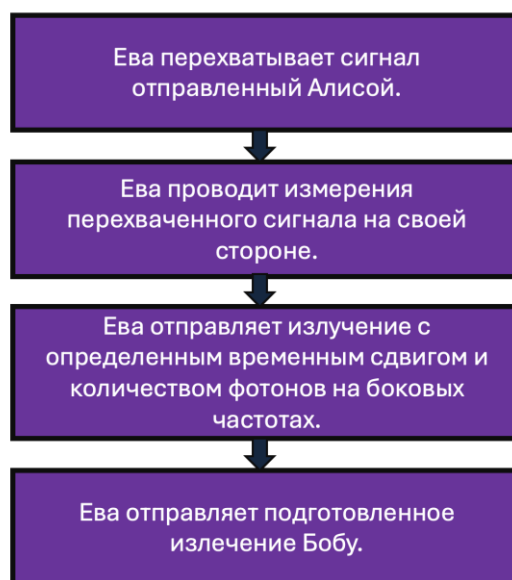 Ева перехватывает сигнал
отправленный Алисой.
Ева проводит измерения
перехваченного сигнала на своей
стороне.
Ева отправляет излучение с
определенным временным сдвигом и
количеством фотонов на боковых
частотах.
Ева отправляет подготовленное
излечение Бобу.